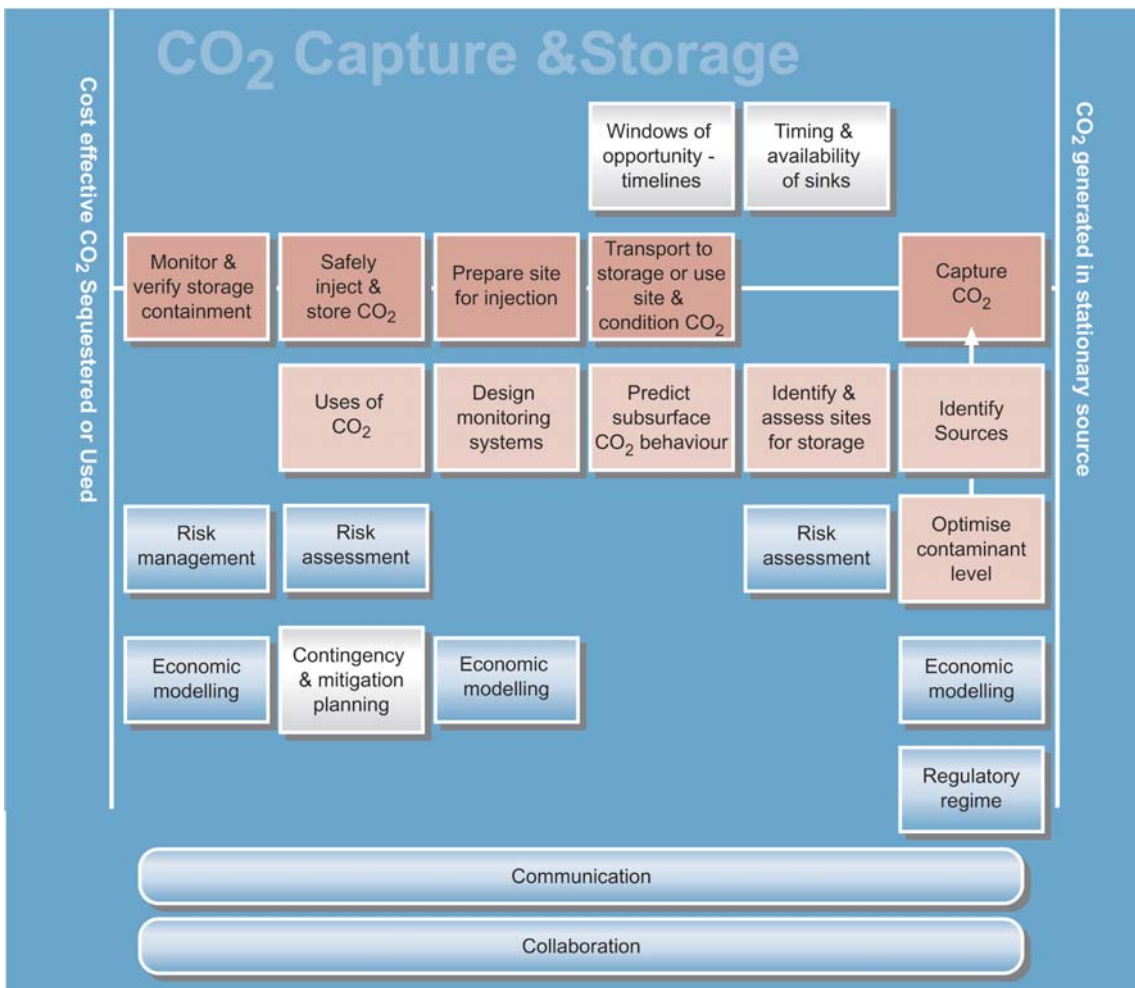 CO2 Capture &Storage
Cost effective CO2 Sequestered or Used
CO2 generated in stationary source
Windows of
opportunity -
timelines
Timing &
availability
of sinks
Monitor &
verify storage
containment
Safely
inject &
store CO2
Prepare site
for injection
Transport to
storage or use
site &
condition CO2
Capture
CO2
Uses of
CO2
Design
monitoring
systems
Predict
subsurface
CO2 behaviour
Identify &
assess sites
for storage
Identify
Sources
Risk
management
Risk
assessment
Risk
assessment
Optimise
contaminant
level
Economic
modelling
Contingency
& mitigation
planning
Economic
modelling
Economic
modelling
Regulatory
regime
Communication
Collaboration